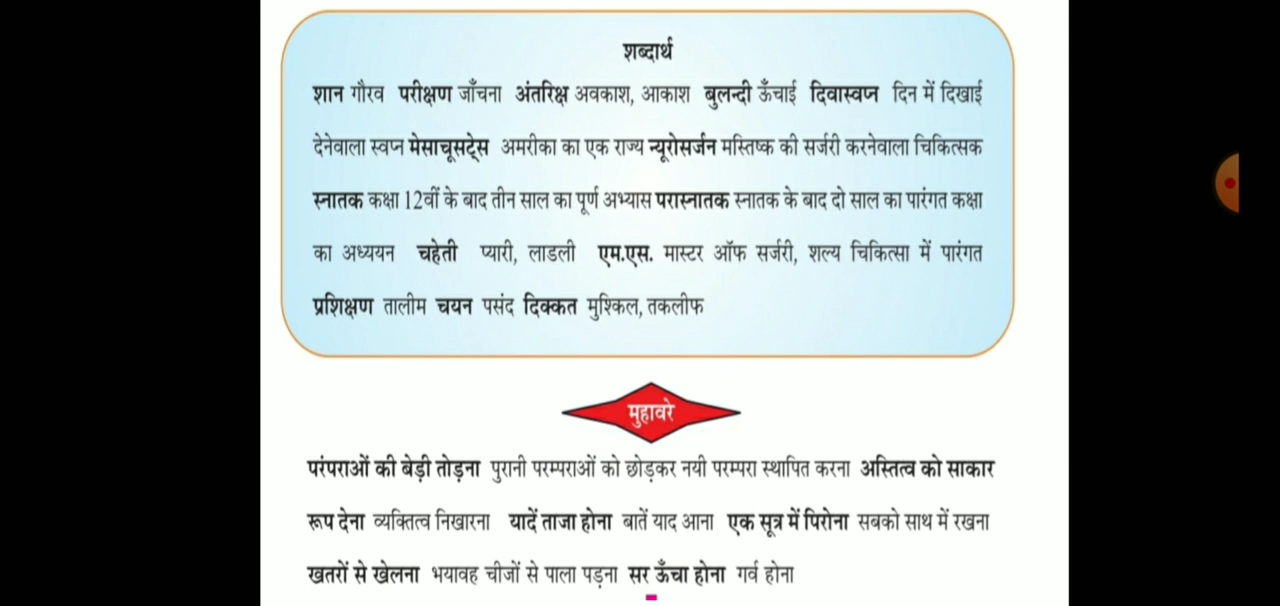 शब्दार्थ
शान गौरव परीक्षण जाँचना अंतरिक्ष अवकाश, आकाश बुलन्दी ऊँचाई दिवास्वप्न दिन में दिखाई
देनेवाला स्वप्न मेसाचूसट्रेस अमरीका का एक राज्य न्यूरोसर्जन मस्तिष्क की सर्जरी करनेवाला चिकित्सक
स्नातक कक्षा 12वीं के बाद तीन साल का पूर्ण अभ्यास परास्नातक स्नातक के बाद दो साल का पारंगत कक्षा
का अध्ययन चहेती प्यारी, लाडली एम.एस. मास्टर ऑफ सर्जरी, शल्य चिकित्सा में पारंगत
प्रशिक्षण तालीम चयन पसंद दिक्कत मुश्किल, तकलीफ
मुहावरे
परंपराओं की बेड़ी तोड़ना पुरानी परम्पराओं को छोड़कर नयी परम्परा स्थापित करना अस्तित्व को साकार
रूप देना व्यक्तित्व निखारना यादें ताजा होना बातें याद आना एक सूत्र में पिरोना सबको साथ में रखना
खतरों से खेलना भयावह चीजों से पाला पड़ना सर ऊँचा होना गर्व होना